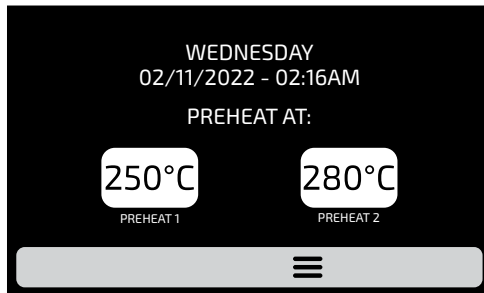 WEDNESDAY
02/11/2022 - 02:16AM
PREHEAT AT:
250°C
280°C
PREHEAT 1
PREHEAT 2